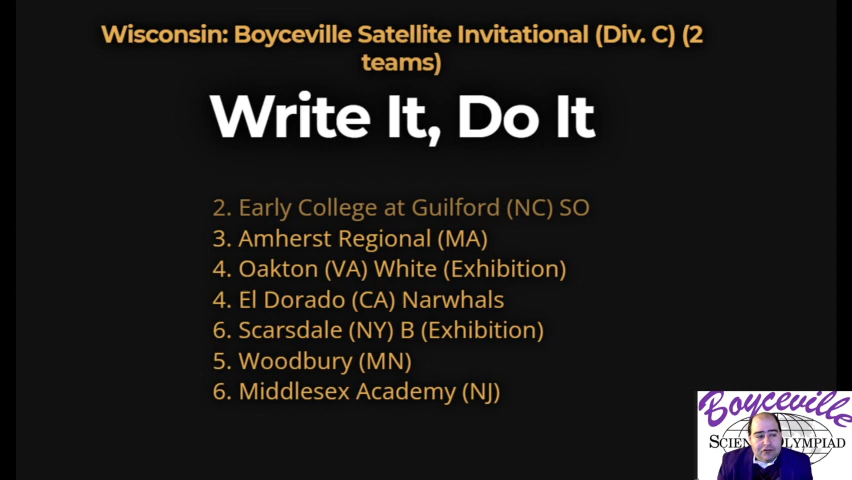 Wisconsin: Boyceville Satellite Invitational (Div. C) (2
teams)
Write It, Do It
2. Early College at Guilford (NC) SO
3. Amherst Regional (MA)
4. Oakton (VA) White (Exhibition)
4. El Dorado (CA) Narwhals
6. Scarsdale (NY) B (Exhibition)
5. Woodbury (MN)
6. Middlesex Academy (NJ)
Boyceville